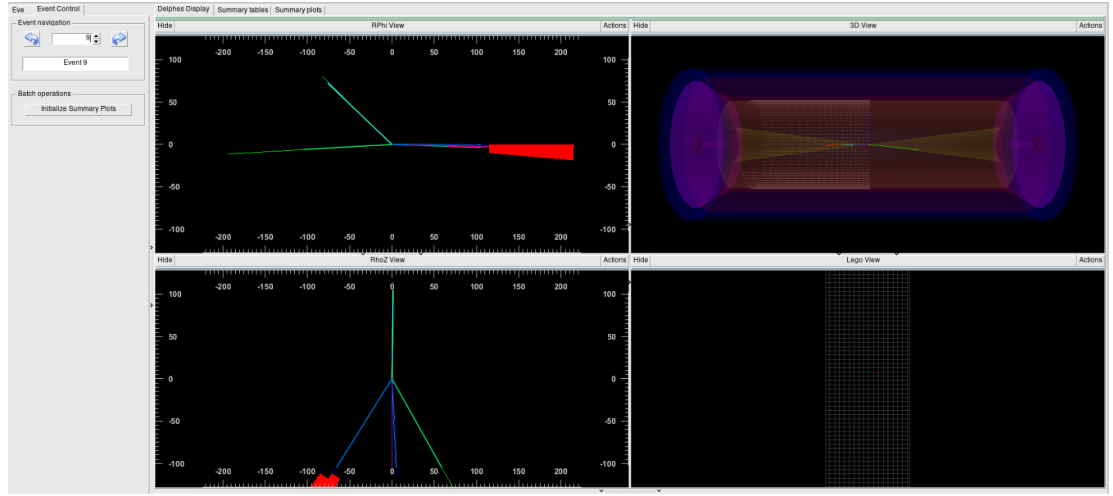 Eve Event Control
Event navigation
9
Event 9
Batch operations
Initialize Summary Plots
Delphes Display Summary tables Summary plots
Hide RPhi View Actions
-200 -150 -100 -50 0 50 100 150 200
100 100
50 50
0 0
-50 -50
-100 -100
-200 -150 -100 -50 0 50 100 150 200
Hide 3D View Actions
Hide RhoZ View Actions
-200 -150 -100 -50 0 50 100 150 200
100 100
50 50
0 0
-50 -50
-100 -100
-200 -150 -100 -50 0 50 100 150 200
Hide Lego View Actions